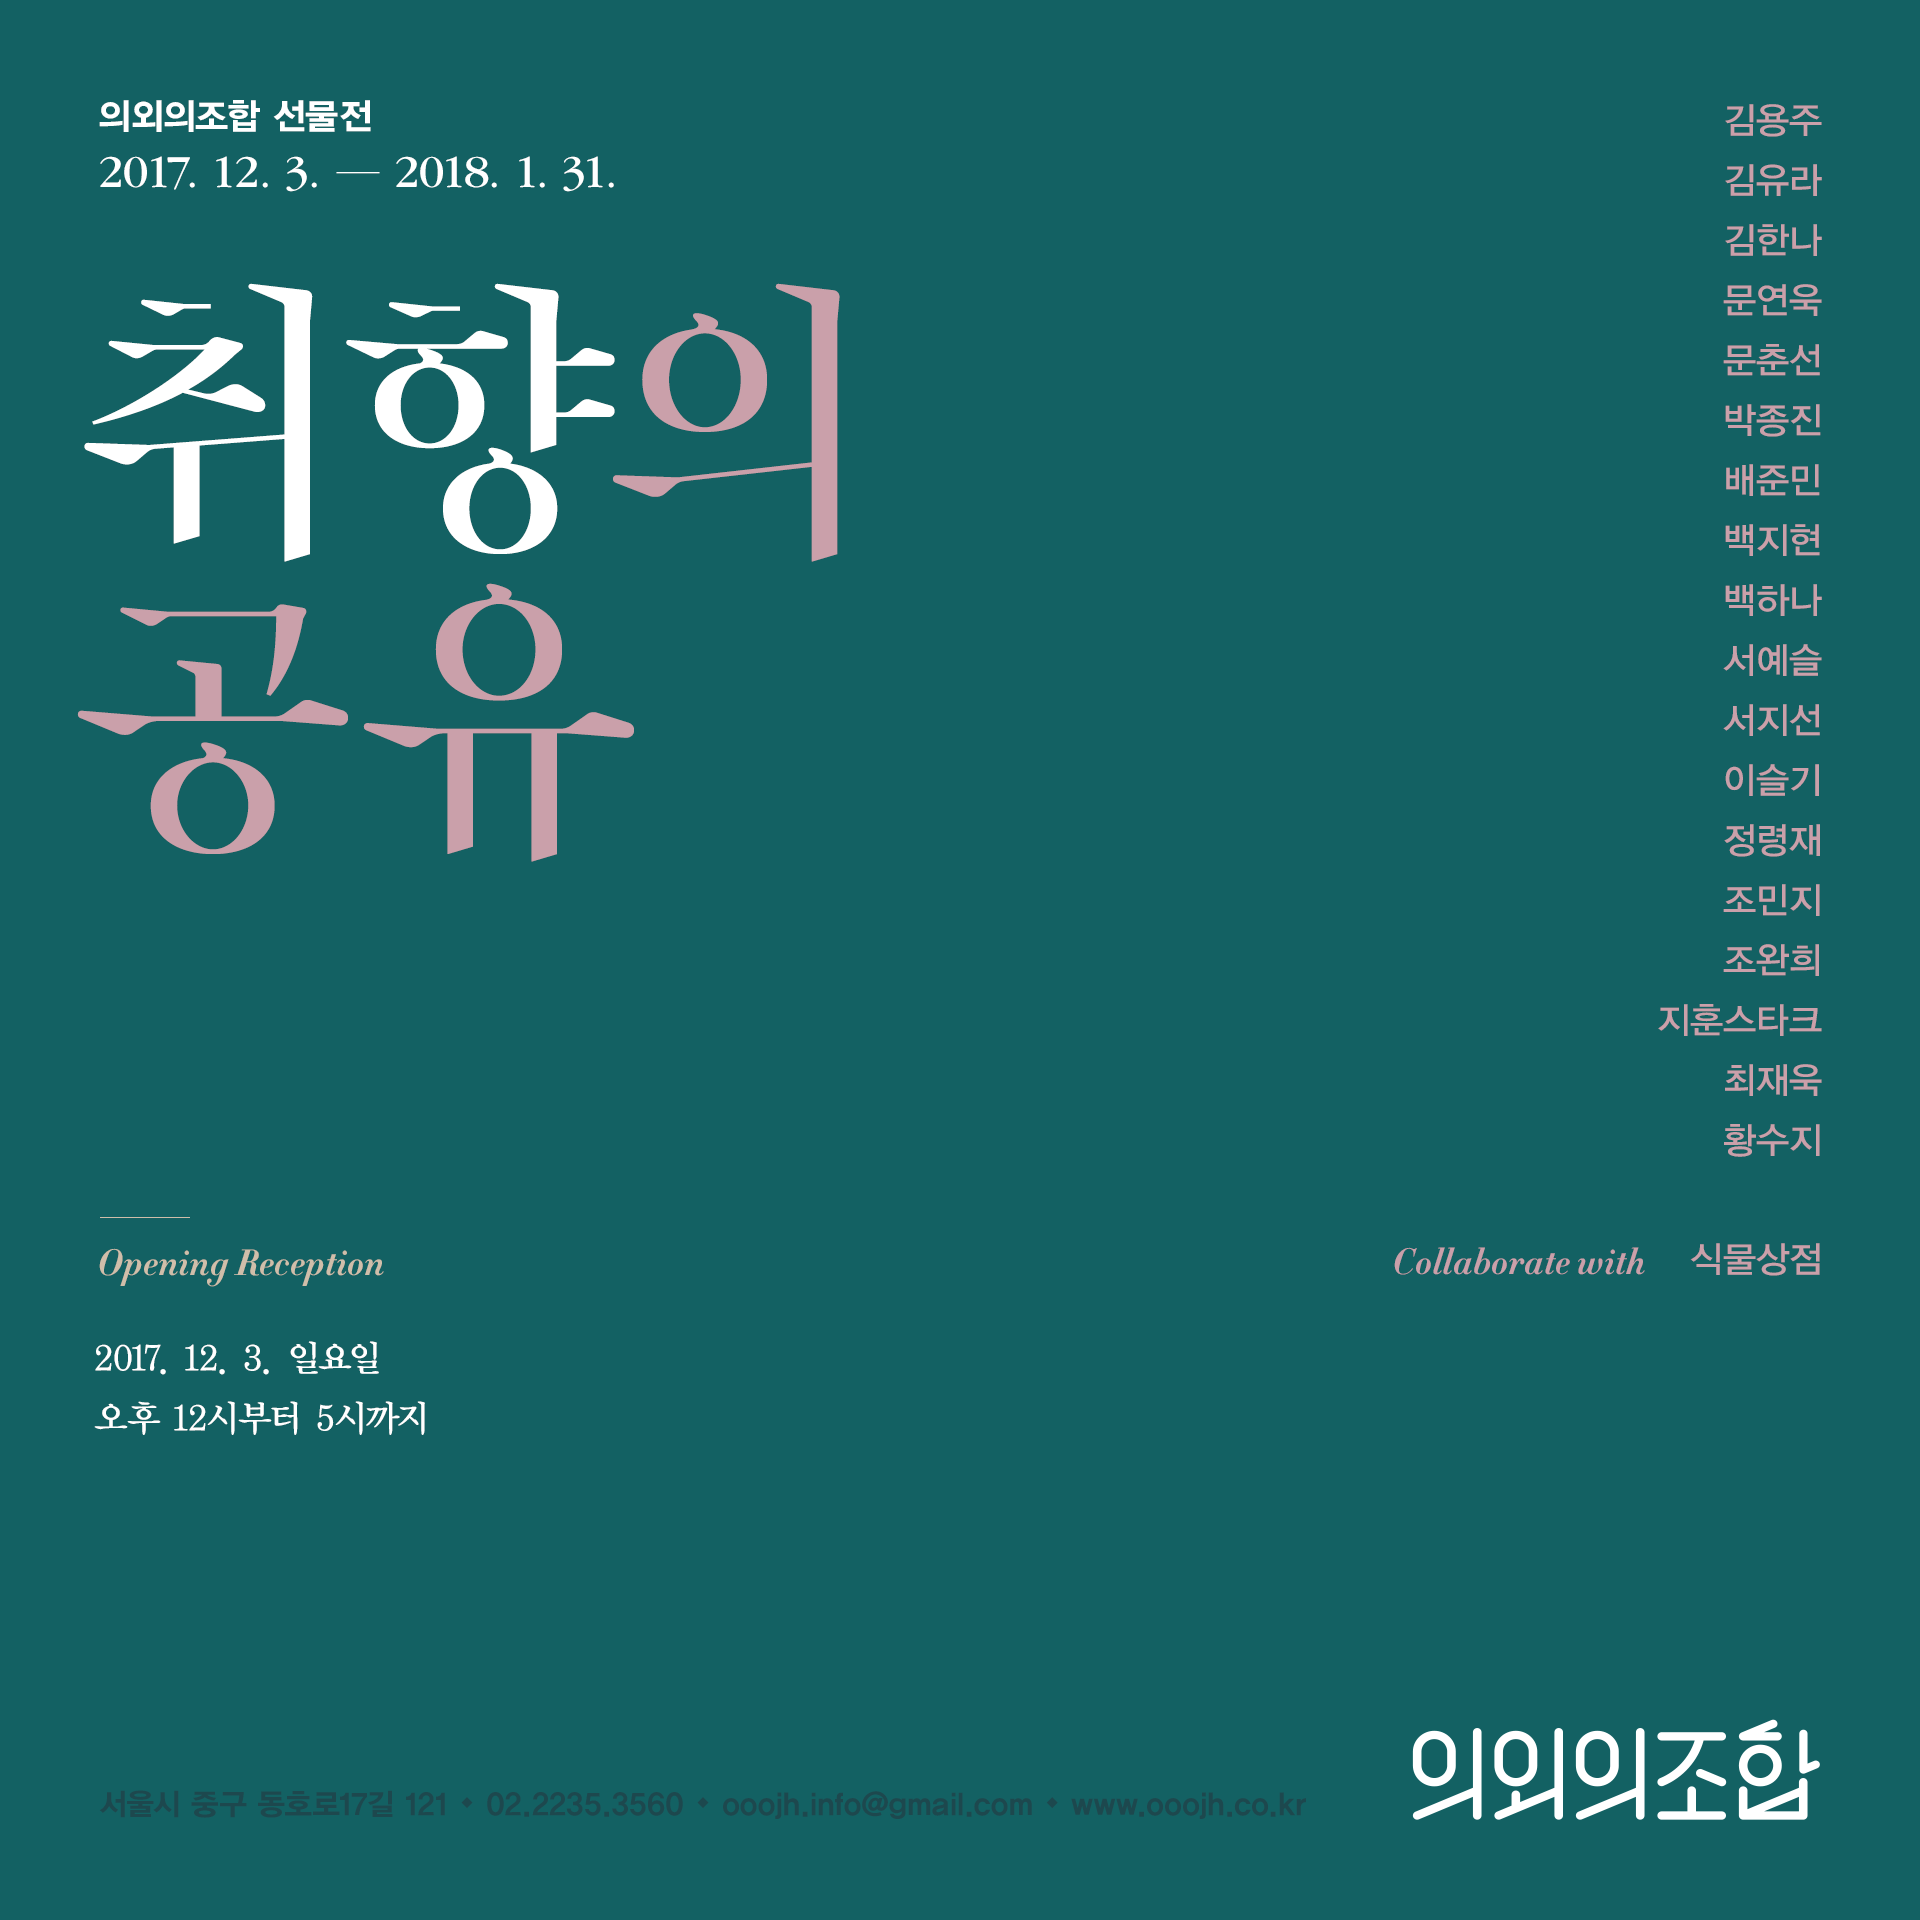 의외의조합 선물전
2017. 12. 3. — 2018. 1. 31.
취향의
공유
김용주
김유라
김한나
문연욱
문춘선
박종진
배준민
백지현
백하나
서예슬
서지선
이슬기
정령재
조민지
조완희
지훈스타크
최재욱
황수지
Opening Reception
2017. 12. 3. 일요일
오후 12시부터 5시까지
Collaborate with 식물상점
서울시 중구 동호로17길 121 • 02.2235.3560 • ooojh.info@gmail.com • www.ooojh.co.kr
의외의조합